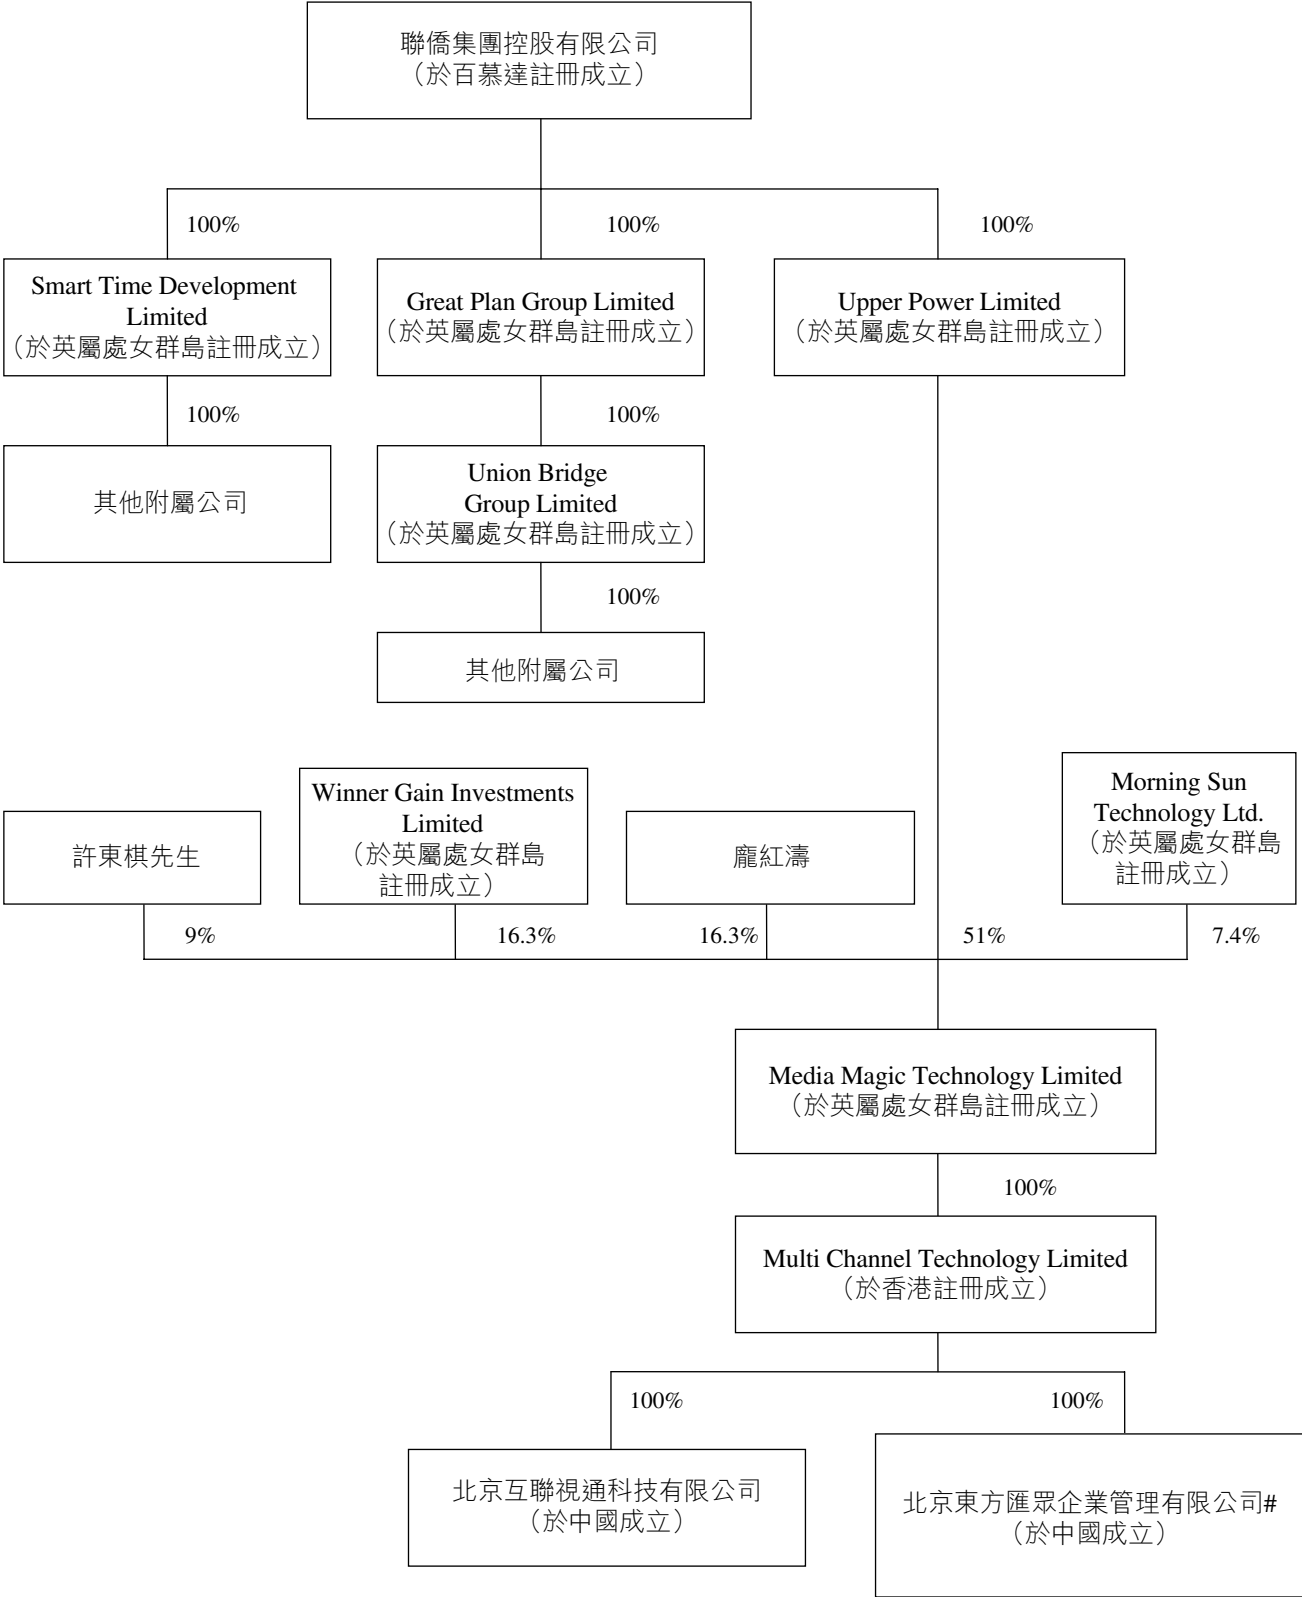 聯僑集團控股有限公司
（於百慕達註冊成立）
100%
100%
100%
Smart Time Development
Limited
（於英屬處女群島註冊成立）
Great Plan Group Limited
（於英屬處女群島註冊成立）
Upper Power Limited
（於英屬處女群島註冊成立）
100%
100%
其他附屬公司
Union Bridge
Group Limited
（於英屬處女群島註冊成立）
100%
其他附屬公司
許東棋先生
Winner Gain Investments
Limited
（於英屬處女群島
註冊成立）
龐紅濤
Morning Sun
Technology Ltd.
（於英屬處女群島
註冊成立）
9%
16.3%
16.3%
51%
7.4%
Media Magic Technology Limited
（於英屬處女群島註冊成立）
100%
Multi Channel Technology Limited
（於香港註冊成立）
100%
100%
北京互聯視通科技有限公司
（於中國成立）
北京東方匯眾企業管理有限公司#
（於中國成立）